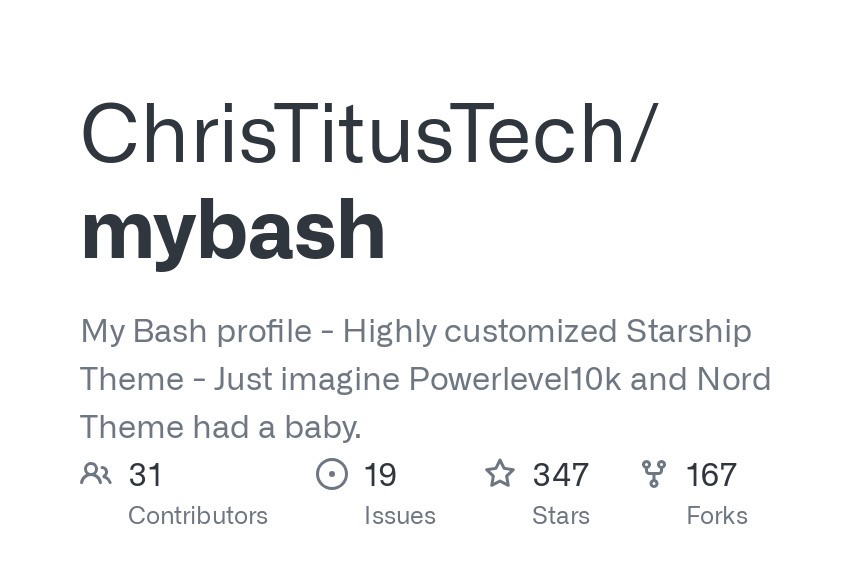 ChrisTitusTech/
mybash
My Bash profile - Highly customized Starship
Theme - Just imagine Powerlevel10k and Nord
Theme had a baby.
31 19 347 167
Contributors Issues Stars Forks